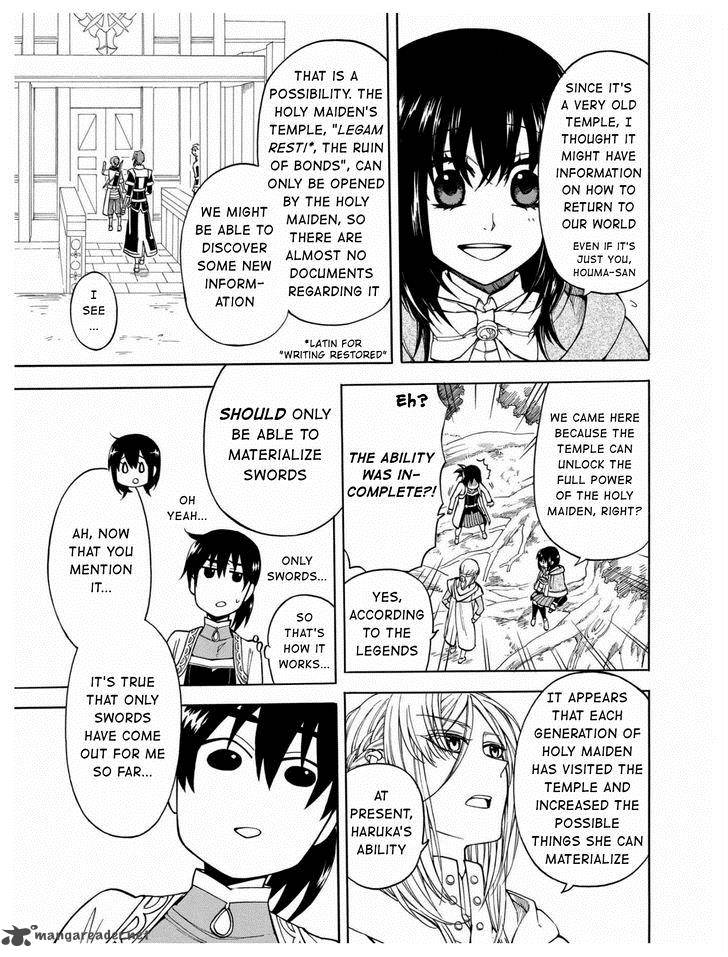 SINCE IT'S
A VERY OLD
TEMPLE, I
THOUGHT IT
MIGHT HAVE
INFORMATION
ON HOW TO
RETURN TO
OUR WORLD
EVEN IF IT'S
JUST YOU,
HOUMA-SAN
THAT IS A
POSSIBILITY. THE
HOLY MAIDEN'S
TEMPLE, "LEGAM
RESTI*, THE RUIN
OF BONDS", CAN
ONLY BE OPENED
BY THE HOLY
MAIDEN, SO
THERE ARE
ALMOST NO
DOCUMENTS
REGARDING IT
WE MIGHT
BE ABLE TO
DISCOVER
SOME NEW
INFORM-
ATION
I
SEE
...
*LATIN FOR
"WRITING RESTORED"
WE CAME HERE
BECAUSE THE
TEMPLE CAN
UNLOCK THE
FULL POWER
OF THE HOLY
MAIDEN, RIGHT?
Eh?
THE ABILITY
WAS IN-
COMPLETE?!
YES,
ACCORDING
TO THE
LEGENDS
IT APPEARS
THAT EACH
GENERATION OF
HOLY MAIDEN
HAS VISITED THE
TEMPLE AND
INCREASED THE
POSSIBLE
THINGS SHE CAN
MATERIALIZE
AT
PRESENT,
HARUKA'S
ABILITY
SHOULD ONLY
BE ABLE TO
MATERIALIZE
SWORDS
ONLY
SWORDS...
SO
THAT'S
HOW IT
WORKS...
OH
YEAH...
AH, NOW
THAT YOU
MENTION
IT...
IT'S TRUE
THAT ONLY
SWORDS
HAVE COME
OUT FOR ME
SO FAR...
mangareader.net